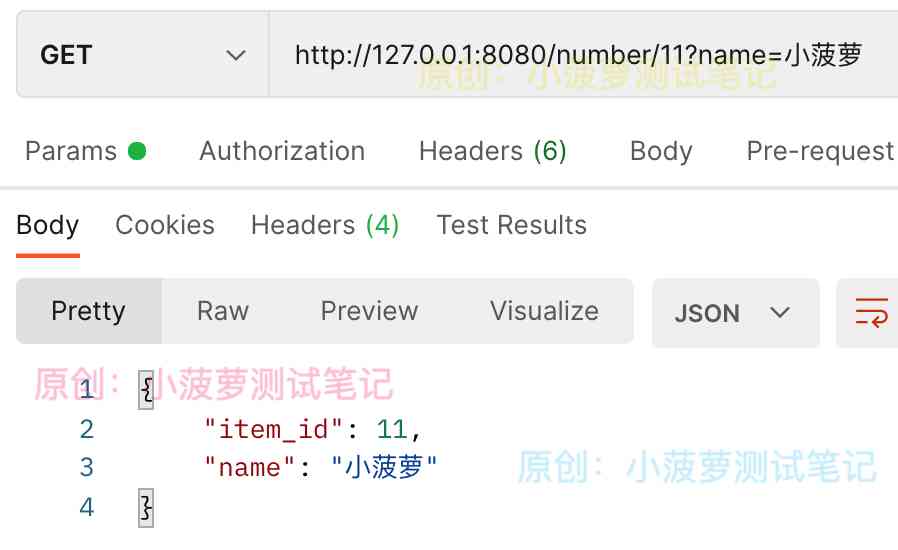 GET http://127.0.0.1:8080/number/11?name=小菠萝
原创：小菠萝测试笔记
Params Authorization Headers (6) Body Pre-request
Body Cookies Headers (4) Test Results
Pretty Raw Preview Visualize JSON
原创：小菠萝测试笔记
1 {
2 "item_id": 11,
3 "name": "小菠萝"
原创：小菠萝测试笔记
4 }